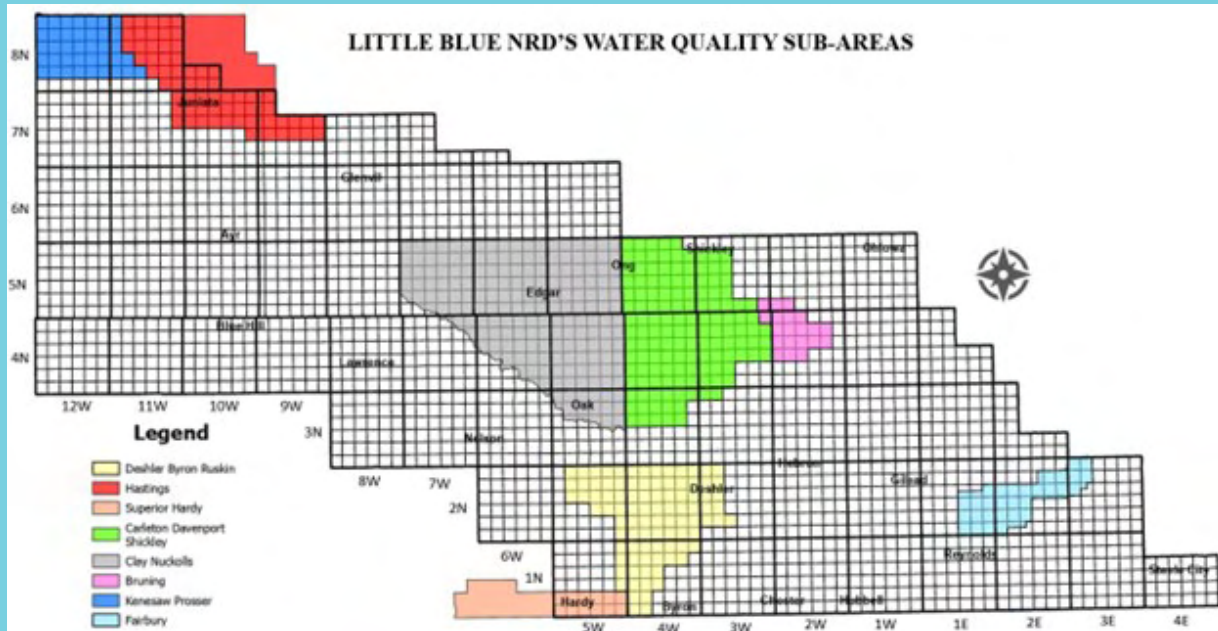 LITTLE BLUE NRD'S WATER QUALITY SUB-AREAS
8N
Juniata
7N
Glenvil
6N
Ayr
Shickley
Ohiowa
Ong
5N
Edgar
Blue Hill
4N
Lawrence
12W 11W 10W 9W
Oak
3N
Nelson
Hebron
8W 7W
Deshler
Gilead
2N
6W
Reynolds
1N
Steele City
Hardy
Byron
Chester
Hubbell
5W 4W 3W 2W 1W 1E 2E 3E 4E
Legend
Deshler Byron Ruskin
Hastings
Superior Hardy
Carleton Davenport
Shickley
Clay Nuckolls
Bruning
Kenesaw Prosser
Fairbury